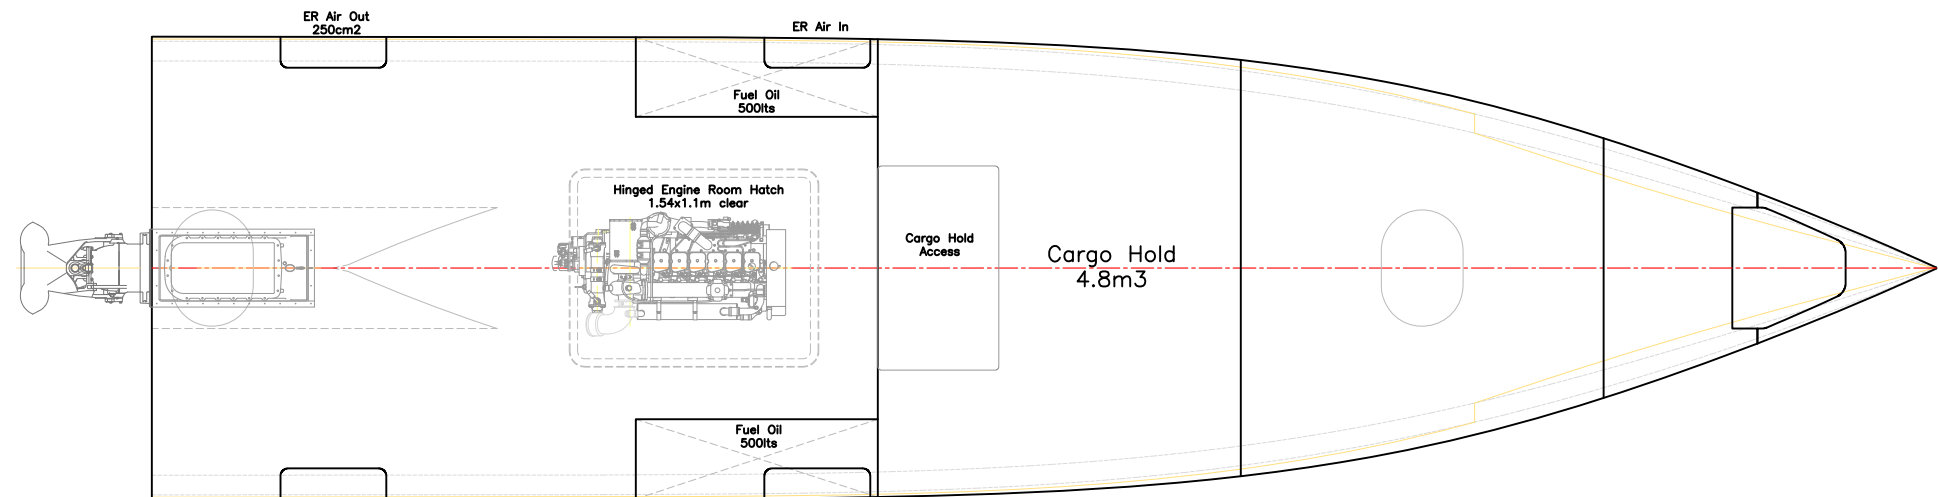 ER Air Out
250cm2
ER Air In
Fuel Oil
500lts
Hinged Engine Room Hatch
1.54x1.1m clear
Cargo Hold
Access
Cargo Hold
4.8m3
Fuel Oil
500lts